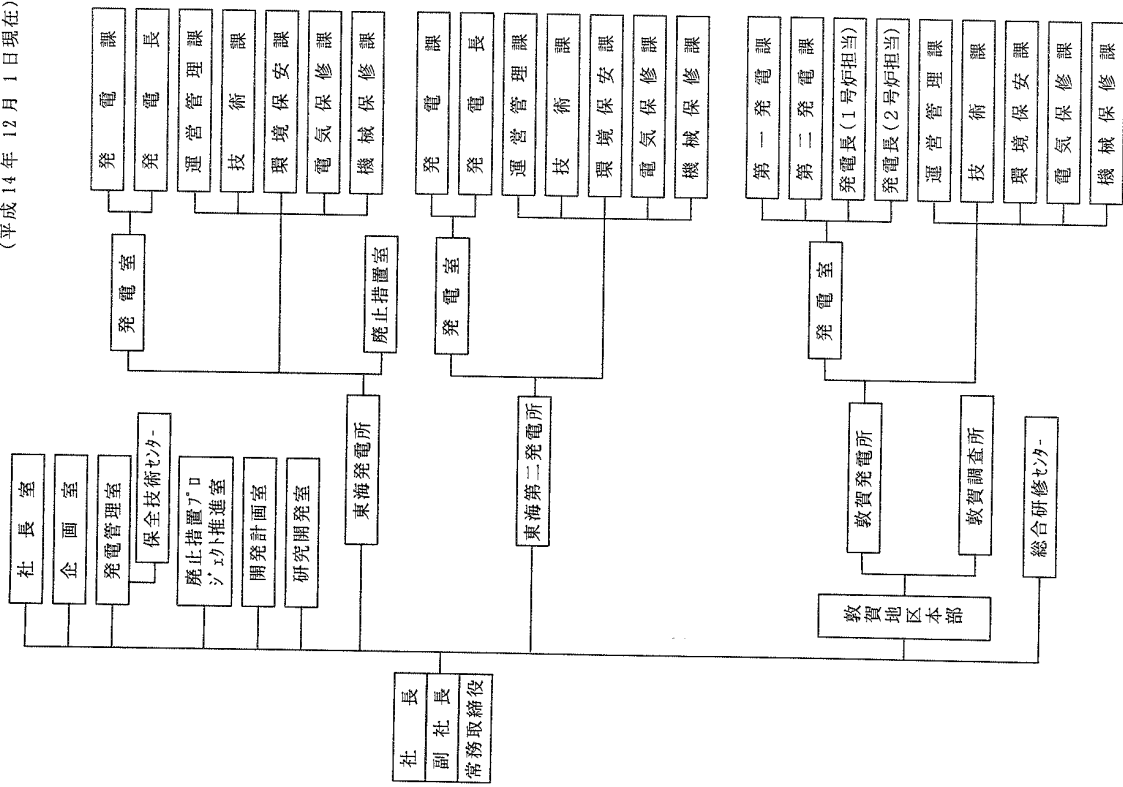 (平成14年12月1日現在)
社長
副社長
常務取締役
社長室
企画室
発電管理室
保全技術センター
廃止措置プロ
ジェクト推進室
開発計画室
研究開発室
東海発電所
発電室
発電課
発電長
運営管理課
技術課
環境保安課
電気保修課
機械保修課
廃止措置室
東海第二発電所
発電室
発電課
発電長
運営管理課
技術課
環境保安課
電気保修課
機械保修課
敦賀地区本部
敦賀発電所
発電室
第一発電課
第二発電課
発電長(1号炉担当)
発電長(2号炉担当)
運営管理課
技術課
環境保安課
電気保修課
機械保修課
敦賀調査所
総合研修センター